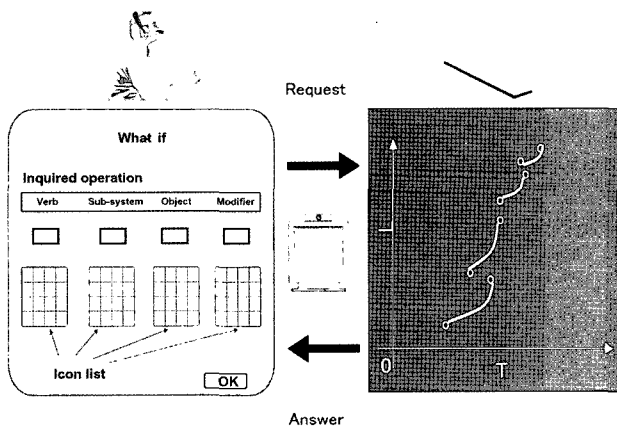 Request
What if
Inquired operation
Verb Sub-system Object Modifier
Icon list
OK
L
0
T
Answer